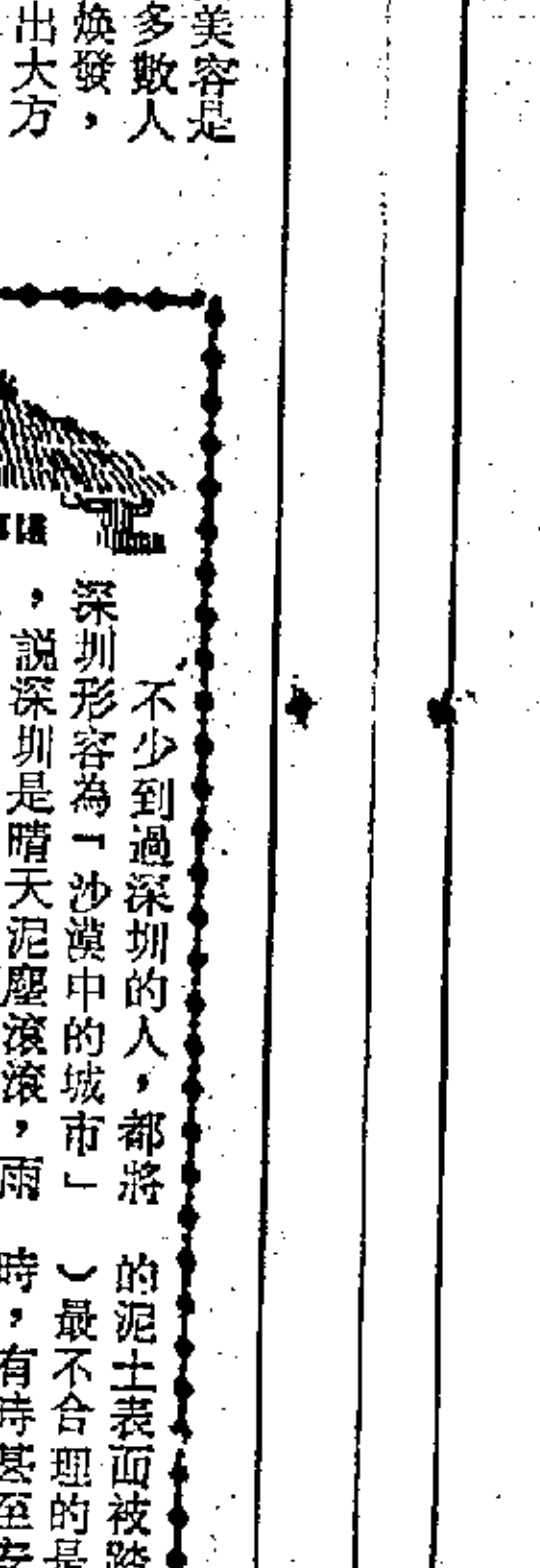 美容是
多數人
煥發，
出大方
不少到過深圳的人，都將
深圳形容為「沙漠中的城市」
，說深圳是晴天泥塵滾滾，雨
的泥土表面被踏
）最不合理的是
時，有時甚至安